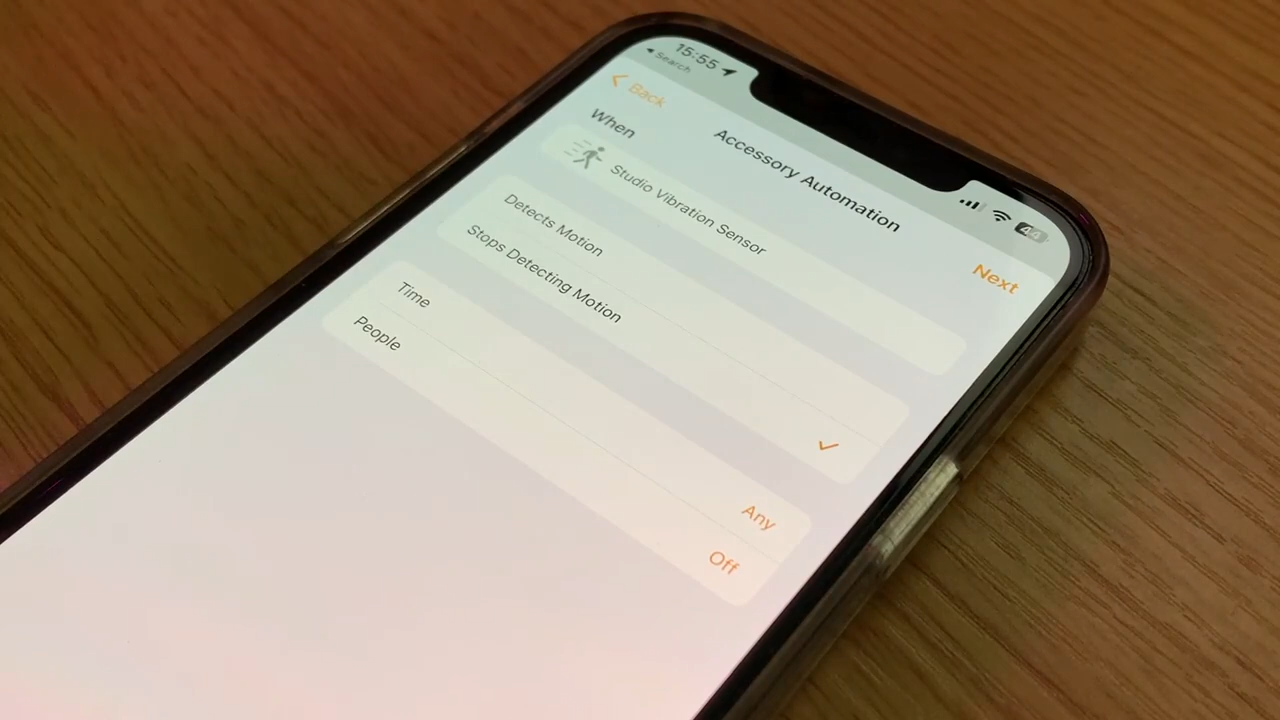 15:55
Search
44
Back
Accessory Automation
Next
When
Studio Vibration Sensor
Detects Motion
Stops Detecting Motion
Time Any
People Off